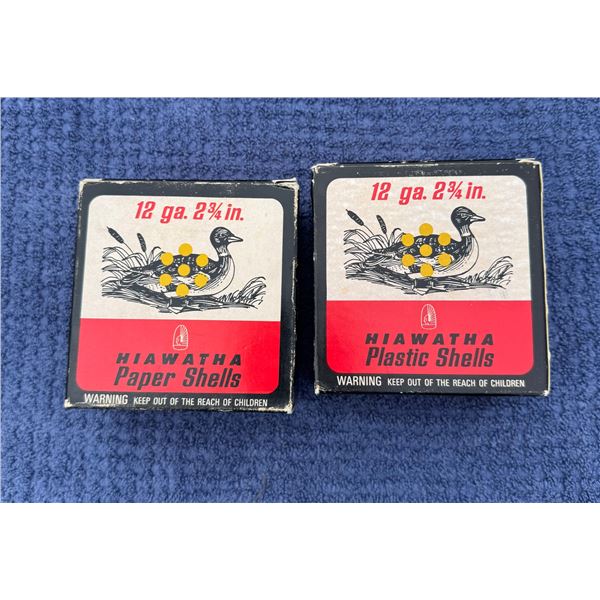 12 ga. 2¾ in.
HIAWATHA
Paper Shells
WARNING KEEP OUT OF THE REACH OF CHILDREN
12 ga. 2¾ in.
HIAWATHA
Plastic Shells
WARNING KEEP OUT OF THE REACH OF CHILDREN